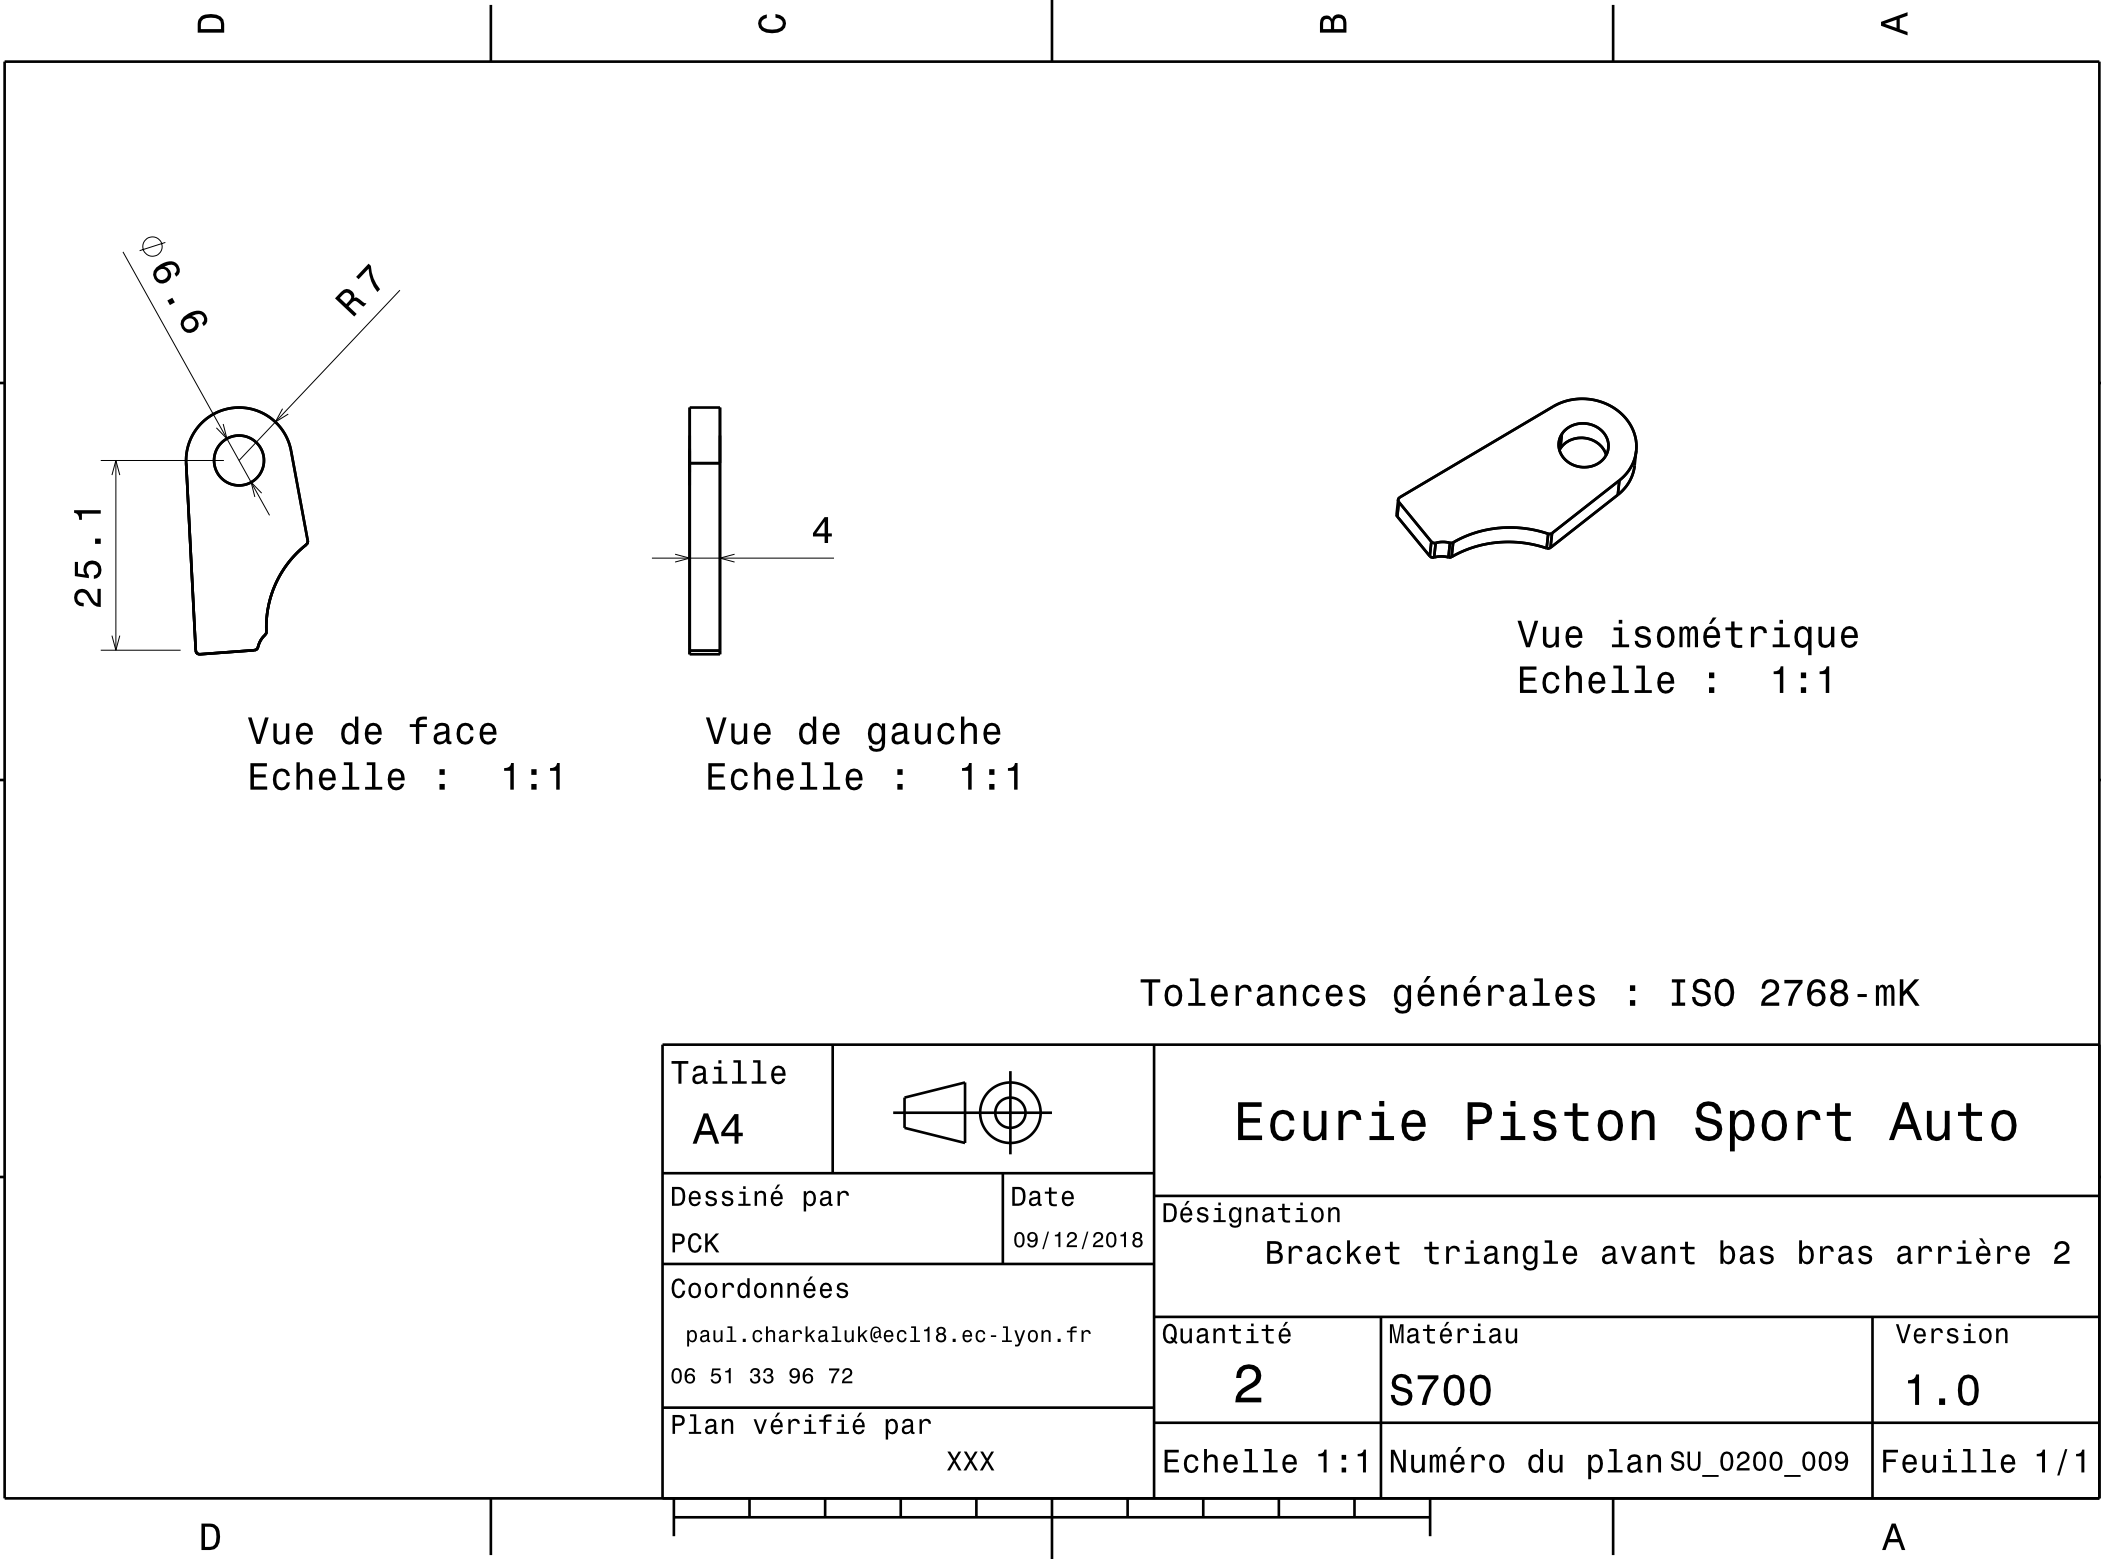 D
C
B
A
∅6.6
R7
25.1
4
Vue de face
Echelle : 1:1
Vue de gauche
Echelle : 1:1
Vue isométrique
Echelle : 1:1
Tolerances générales : ISO 2768-mK
Taille
A4
Ecurie Piston Sport Auto
Dessiné par
PCK
Date
09/12/2018
Désignation
Bracket triangle avant bas bras arrière 2
Coordonnées
paul.charkaluk@ecl18.ec-lyon.fr
06 51 33 96 72
Quantité
2
Matériau
S700
Version
1.0
Plan vérifié par
XXX
Echelle 1:1
Numéro du plan SU_0200_009
Feuille 1/1
D
A